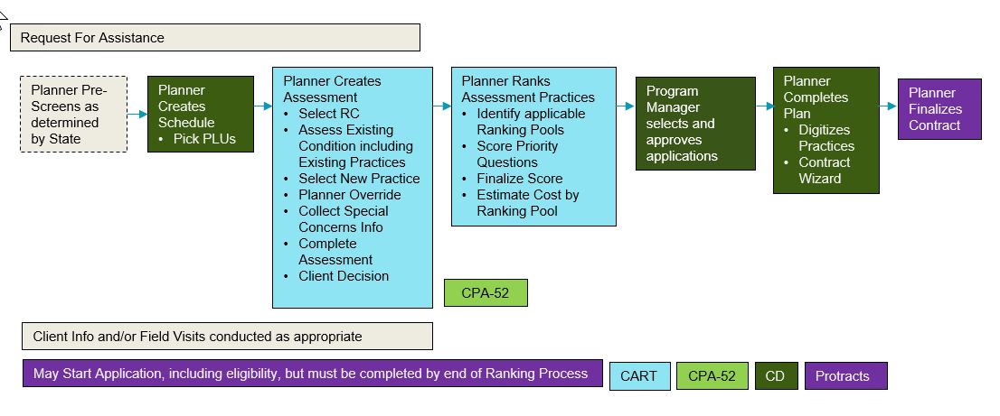 Request For Assistance
Planner Pre-
Screens as
determined
by State
Planner
Creates
Schedule
• Pick PLUs
Planner Creates
Assessment
• Select RC
• Assess Existing
Condition including
Existing Practices
• Select New Practice
• Planner Override
• Collect Special
Concerns Info
• Complete
Assessment
• Client Decision
Planner Ranks
Assessment Practices
• Identify applicable
Ranking Pools
• Score Priority
Questions
• Finalize Score
• Estimate Cost by
Ranking Pool
Program
Manager
selects and
approves
applications
Planner
Completes
Plan
• Digitizes
Practices
• Contract
Wizard
Planner
Finalizes
Contract
CPA-52
Client Info and/or Field Visits conducted as appropriate
May Start Application, including eligibility, but must be completed by end of Ranking Process
CART
CPA-52
CD
Protracts